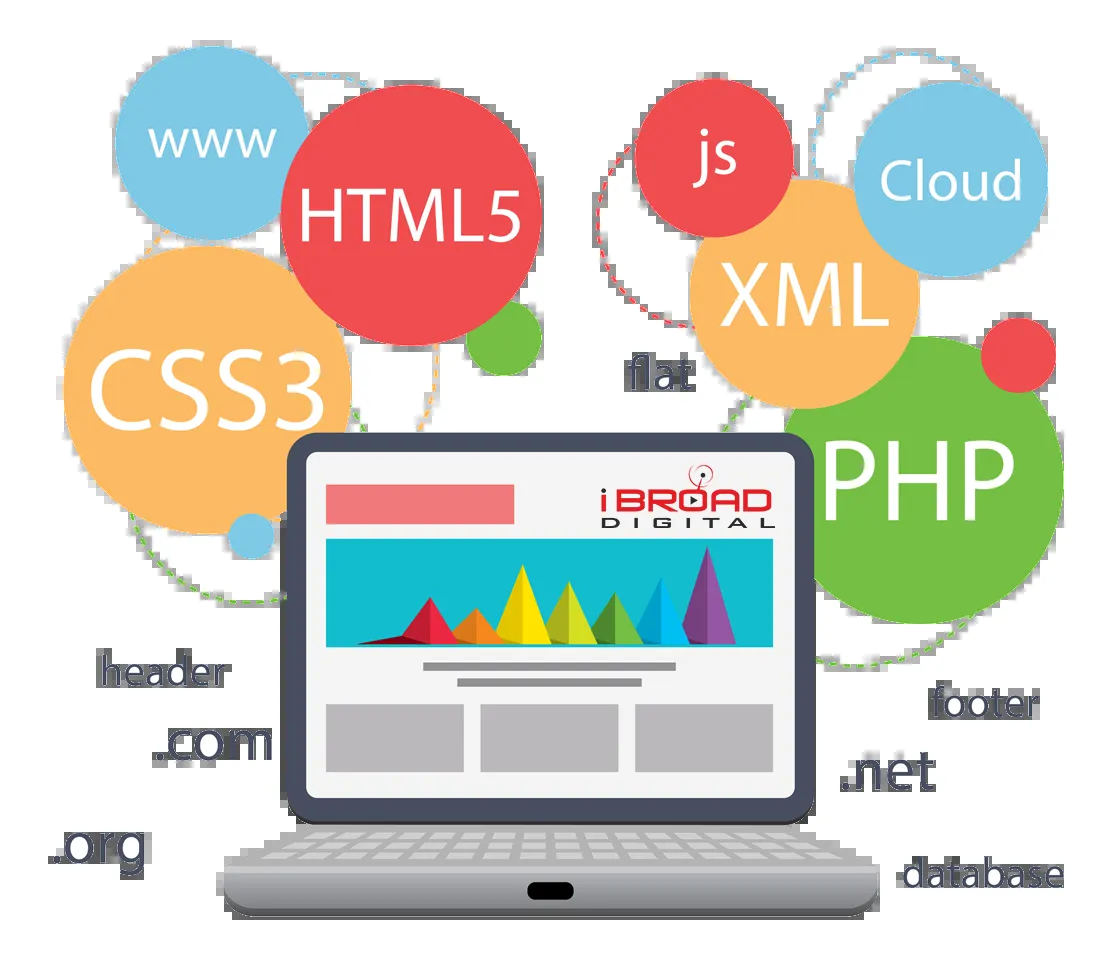 www
HTML5
js
Cloud
XML
CSS3
flat
PHP
iBROAD
DIGITAL
header
footer
.com
.net
.org
.database